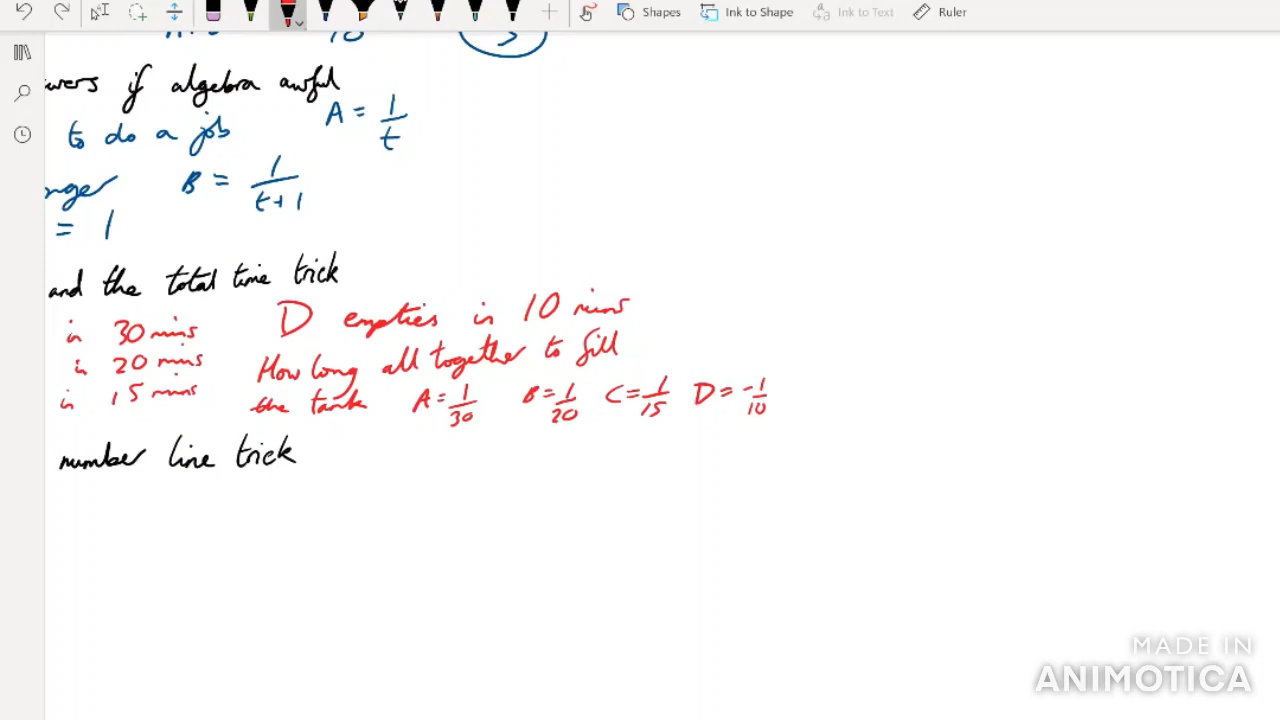 Shapes Ink to Shape Ink to Text Ruler
10
wers if algebra awful
to do a job A = 1/t
nger B = 1/t+1
= 1
and the total time trick
in 30 mins D empties in 10 mins
in 20 mins How long all together to fill
in 15 mins the tank A = 1/30 B = 1/20 C = 1/15 D = -1/10
number line trick
MADE IN
ANIMOTICA